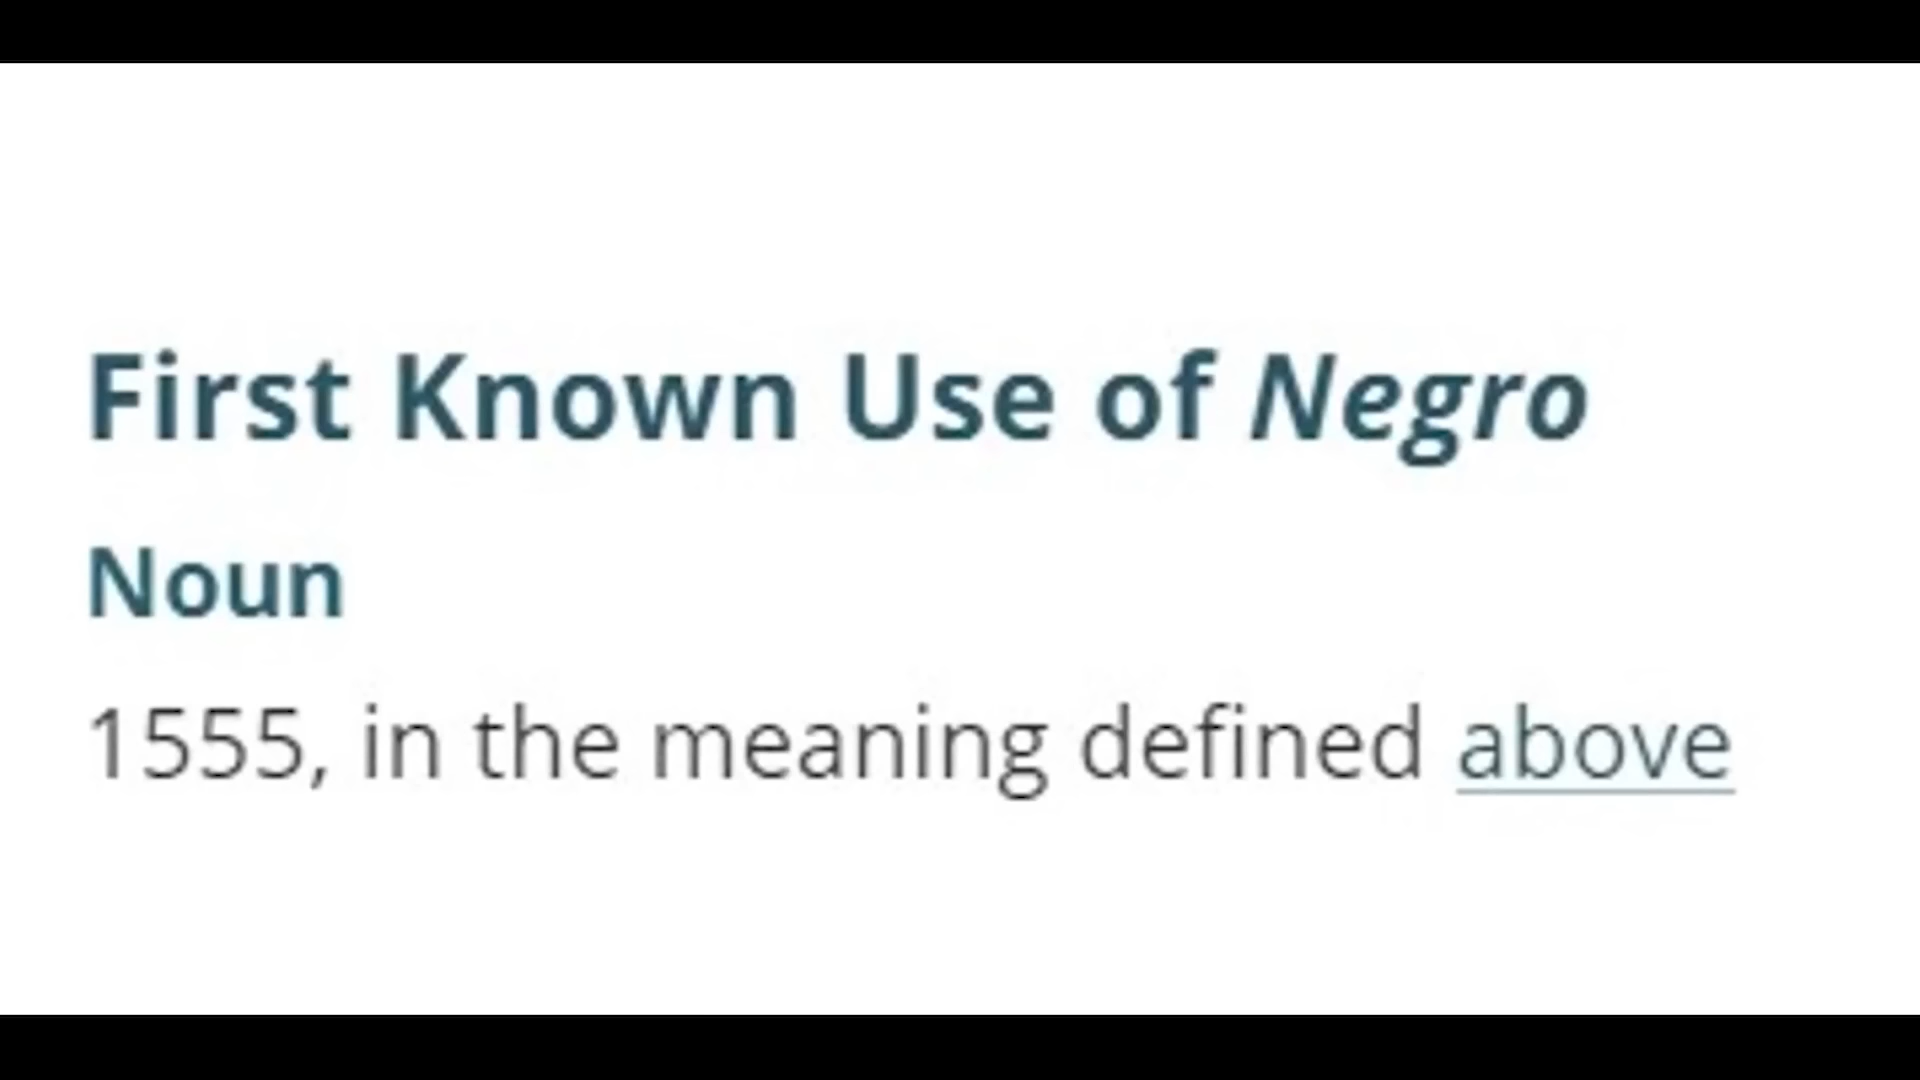 First Known Use of Negro
Noun
1555, in the meaning defined above